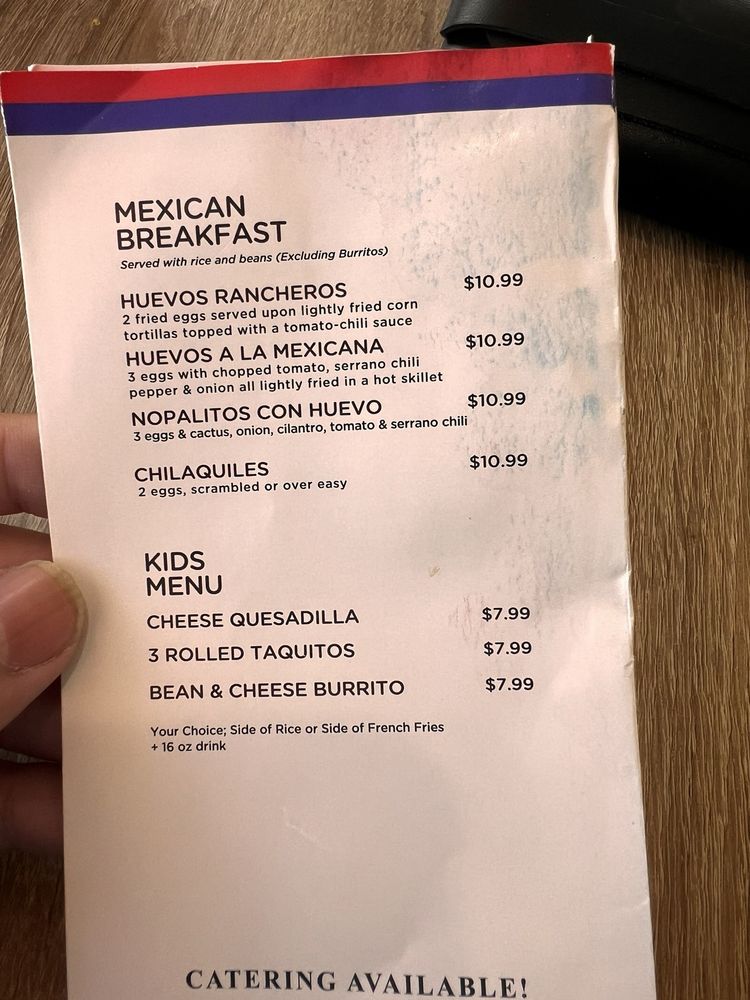 MEXICAN
BREAKFAST
Served with rice and beans (Excluding Burritos)
HUEVOS RANCHEROS $10.99
2 fried eggs served upon lightly fried corn
tortillas topped with a tomato-chili sauce
HUEVOS A LA MEXICANA $10.99
3 eggs with chopped tomato, serrano chili
pepper & onion all lightly fried in a hot skillet
NOPALITOS CON HUEVO $10.99
3 eggs & cactus, onion, cilantro, tomato & serrano chili
CHILAQUILES $10.99
2 eggs, scrambled or over easy
KIDS
MENU
CHEESE QUESADILLA $7.99
3 ROLLED TAQUITOS $7.99
BEAN & CHEESE BURRITO $7.99
Your Choice; Side of Rice or Side of French Fries
+ 16 oz drink
CATERING AVAILABLE!